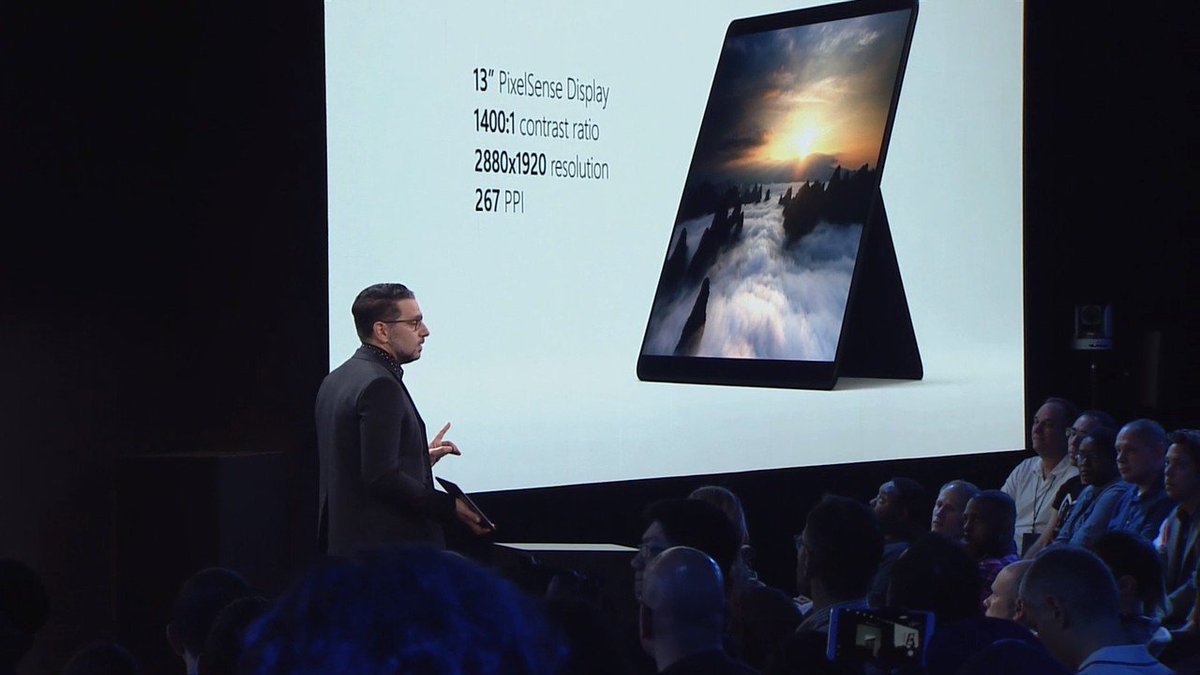 13” PixelSense Display
1400:1 contrast ratio
2880x1920 resolution
267 PPI